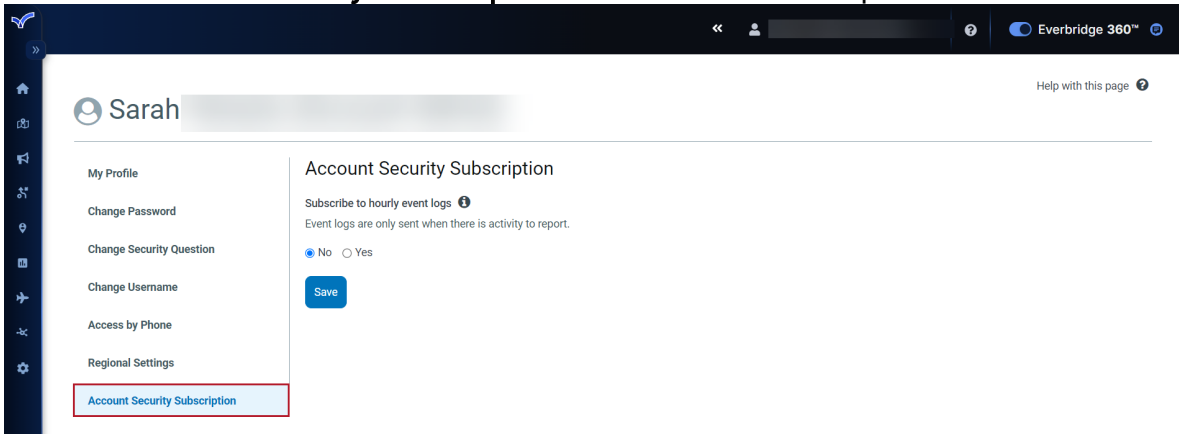 Everbridge 360™
Help with this page
Sarah
My Profile
Change Password
Change Security Question
Change Username
Access by Phone
Regional Settings
Account Security Subscription
Account Security Subscription
Subscribe to hourly event logs
Event logs are only sent when there is activity to report.
No Yes
Save